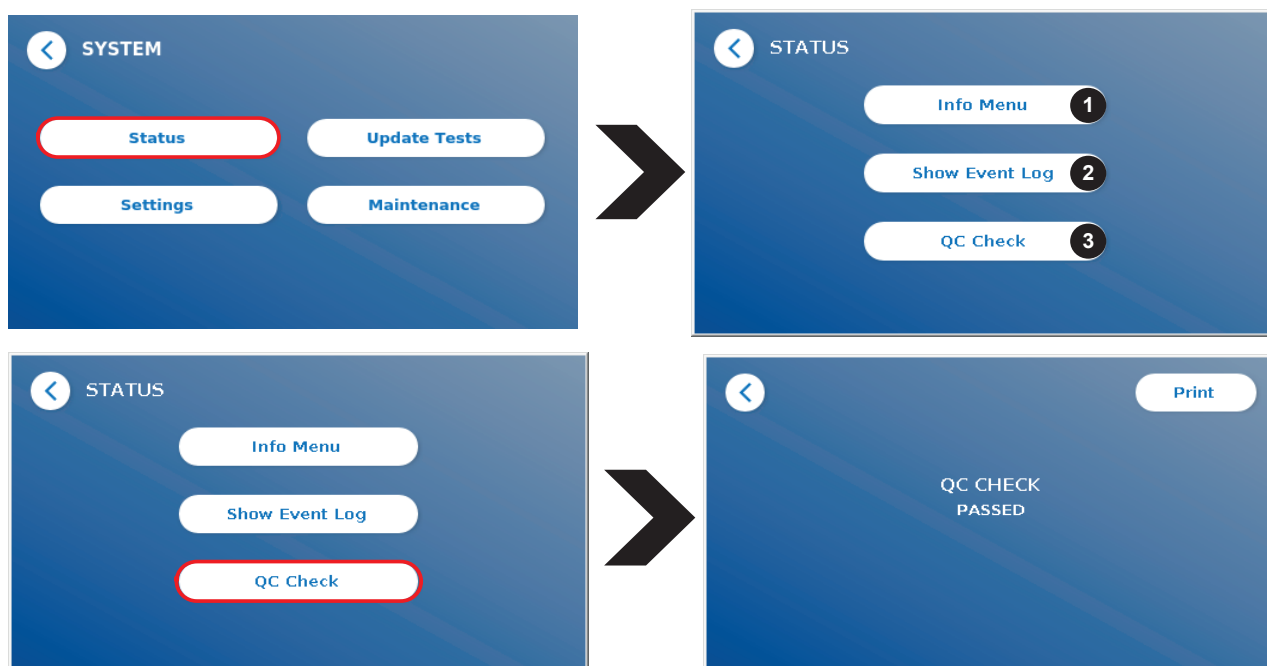 SYSTEM
Status
Update Tests
Settings
Maintenance
STATUS
Info Menu 1
Show Event Log 2
QC Check 3
STATUS
Info Menu
Show Event Log
QC Check
Print
QC CHECK
PASSED